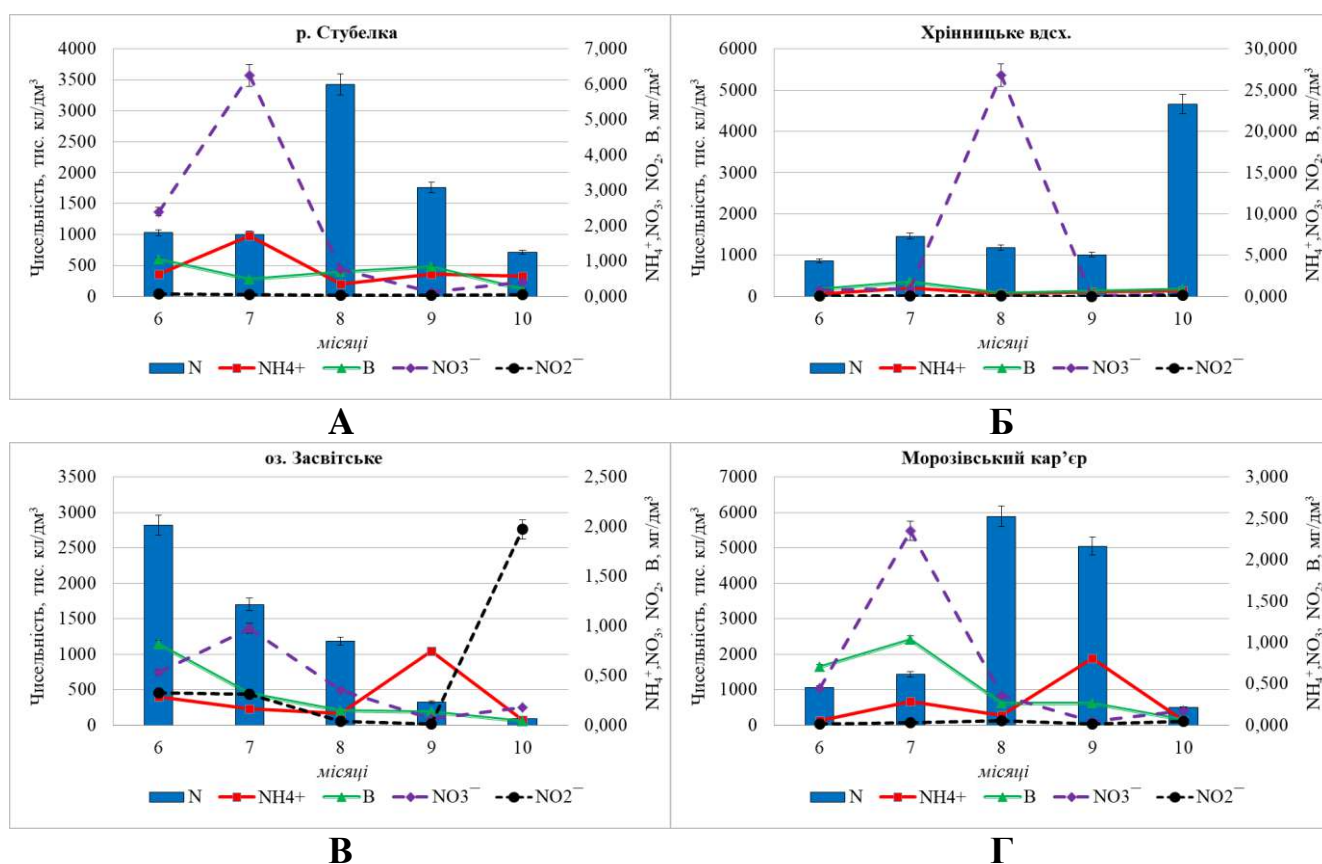 р. Стубелка
Чисельність, тис. кл/дм³
4000
3500
3000
2500
2000
1500
1000
500
0
7,000
6,000
5,000
4,000
3,000
2,000
1,000
0,000
NH₄⁺,NO₃, NO₂, B, мг/дм³
6 7 8 9 10
місяці
N NH4+ B NO3⁻ NO2⁻
А
Хрінницьке вдсх.
Чисельність, тис. кл/дм³
6000
5000
4000
3000
2000
1000
0
30,000
25,000
20,000
15,000
10,000
5,000
0,000
NH₄⁺,NO₃, NO₂, B, мг/дм³
6 7 8 9 10
місяці
N NH4+ B NO3⁻ NO2⁻
Б
оз. Засвітське
Чисельність, тис. кл/дм³
3500
3000
2500
2000
1500
1000
500
0
2,500
2,000
1,500
1,000
0,500
0,000
NH₄⁺,NO₃, NO₂, B, мг/дм³
6 7 8 9 10
місяці
N NH4+ B NO3⁻ NO2⁻
В
Морозівський кар’єр
Чисельність, тис. кл/дм³
7000
6000
5000
4000
3000
2000
1000
0
3,000
2,500
2,000
1,500
1,000
0,500
0,000
NH₄⁺,NO₃, NO₂, B, мг/дм³
6 7 8 9 10
місяці
N NH4+ B NO3⁻ NO2⁻
Г